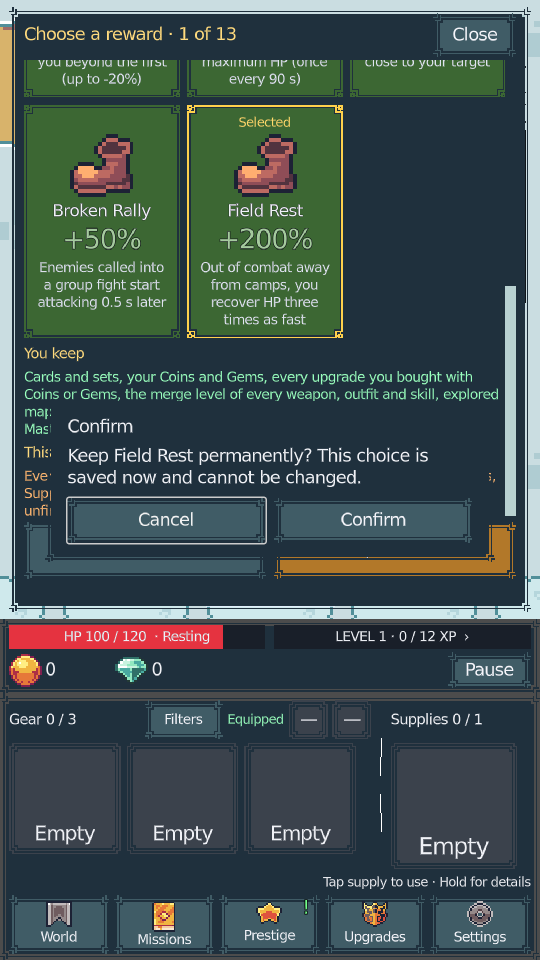 Choose a reward · 1 of 13
Close
you beyond the first
(up to -20%)
maximum HP (once
every 90 s)
close to your target
Broken Rally
+50%
Enemies called into
a group fight start
attacking 0.5 s later
Selected
Field Rest
+200%
Out of combat away
from camps, you
recover HP three
times as fast
You keep
Cards and sets, your Coins and Gems, every upgrade you bought with
Coins or Gems, the merge level of every weapon, outfit and skill, explored
Confirm
Keep Field Rest permanently? This choice is
saved now and cannot be changed.
Cancel
Confirm
HP 100 / 120 · Resting
LEVEL 1 · 0 / 12 XP ›
0
0
Pause
Gear 0 / 3
Filters
Equipped
—
—
Supplies 0 / 1
Empty
Empty
Empty
Empty
Tap supply to use · Hold for details
World
Missions
!
Prestige
Upgrades
Settings